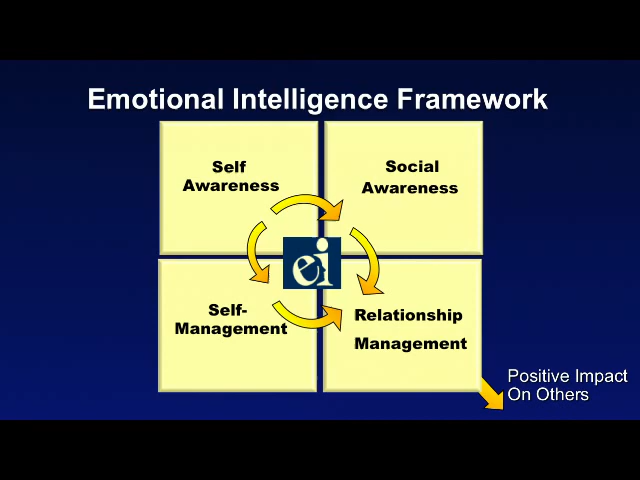 Emotional Intelligence Framework
Self
Awareness
Social
Awareness
ei
Self-
Management
Relationship
Management
Positive Impact
On Others